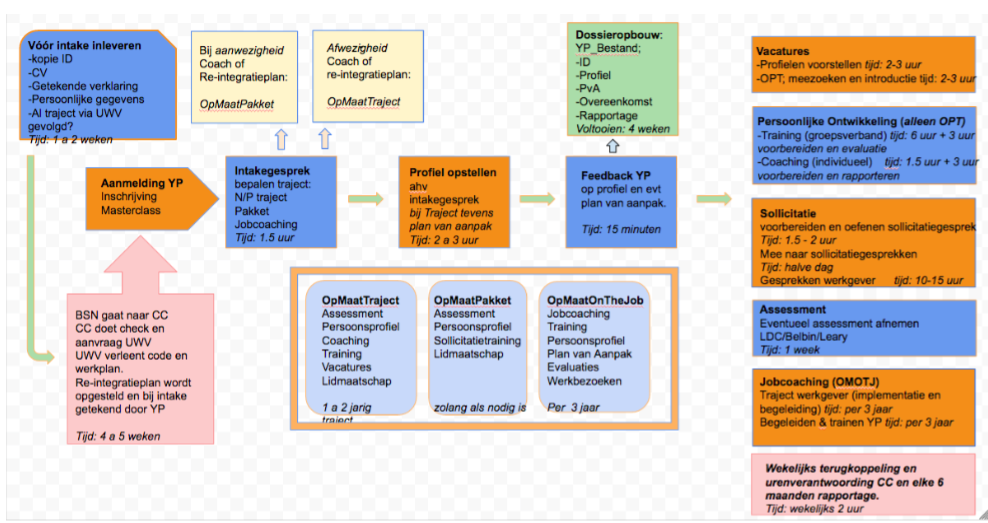 Vóór intake inleveren
-kopie ID
-CV
-Getekende verklaring
-Persoonlijke gegevens
-Al traject via UWV
gevolgd?
Tijd: 1 a 2 weken
Bij aanwezigheid
Coach of
Re-integratieplan:
OpMaatPakket
Afwezigheid
Coach of
re-integratieplan:
OpMaatTraject
Dossieropbouw:
YP_Bestand;
-ID
-Profiel
-PvA
-Overeenkomst
-Rapportage
Voltooien: 4 weken
Aanmelding YP
Inschrijving
Masterclass
Intakegesprek
bepalen traject:
N/P traject
Pakket
Jobcoaching
Tijd: 1.5 uur
Profiel opstellen
ahv
intakegesprek
bij Traject tevens
plan van aanpak
Tijd: 2 a 3 uur
Feedback YP
op profiel en evt
plan van aanpak.
Tijd: 15 minuten
BSN gaat naar CC
CC doet check en
aanvraag UWV
UWV verleent code en
werkplan.
Re-integratieplan wordt
opgesteld en bij intake
getekend door YP
Tijd: 4 a 5 weken
OpMaatTraject
Assessment
Persoonsprofiel
Coaching
Training
Vacatures
Lidmaatschap
1 a 2 jarig
traject
OpMaatPakket
Assessment
Persoonsprofiel
Sollicitatietraining
Lidmaatschap
zolang als nodig is
OpMaatOnTheJob
Jobcoaching
Training
Persoonsprofiel
Plan van Aanpak
Evaluaties
Werkbezoeken
Per 3 jaar
Vacatures
-Profielen voorstellen tijd: 2-3 uur
-OPT; meezoeken en introductie tijd: 2-3 uur
Persoonlijke Ontwikkeling (alleen OPT)
-Training (groepsverband) tijd: 6 uur + 3 uur
voorbereiden en evaluatie
-Coaching (individueel) tijd: 1.5 uur + 3 uur
voorbereiden en rapporteren
Sollicitatie
voorbereiden en oefenen sollicitatiegesprek
Tijd: 1.5 - 2 uur
Mee naar sollicitatiegesprekken
Tijd: halve dag
Gesprekken werkgever tijd: 10-15 uur
Assessment
Eventueel assessment afnemen
LDC/Belbin/Leary
Tijd: 1 week
Jobcoaching (OMOTJ)
Traject werkgever (implementatie en
begeleiding) tijd: per 3 jaar
Begeleiden & trainen YP tijd: per 3 jaar
Wekelijks terugkoppeling en
urenverantwoording CC en elke 6
maanden rapportage.
Tijd: wekelijks 2 uur